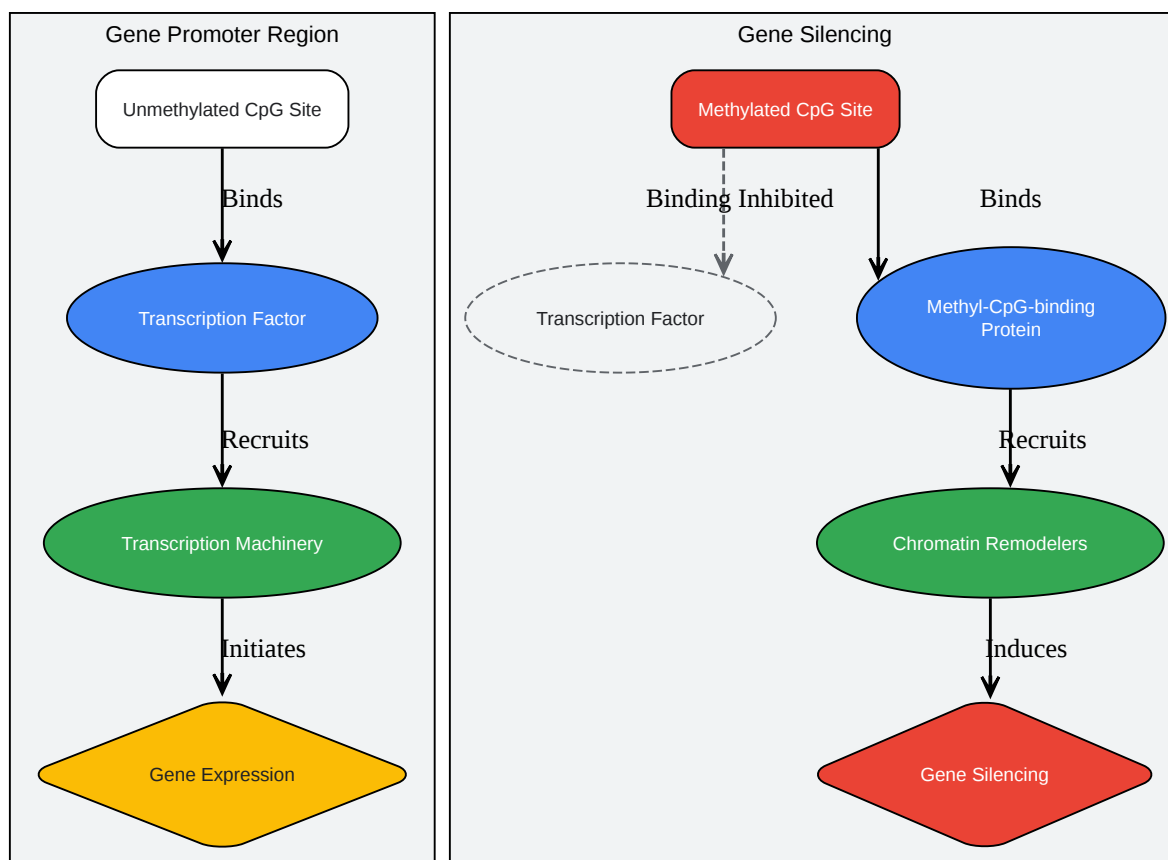 Gene Promoter Region
Unmethylated CpG Site
Binds
Transcription Factor
Recruits
Transcription Machinery
Initiates
Gene Expression
Gene Silencing
Methylated CpG Site
Binding Inhibited
Binds
Transcription Factor
Methyl-CpG-binding
Protein
Recruits
Chromatin Remodelers
Induces
Gene Silencing